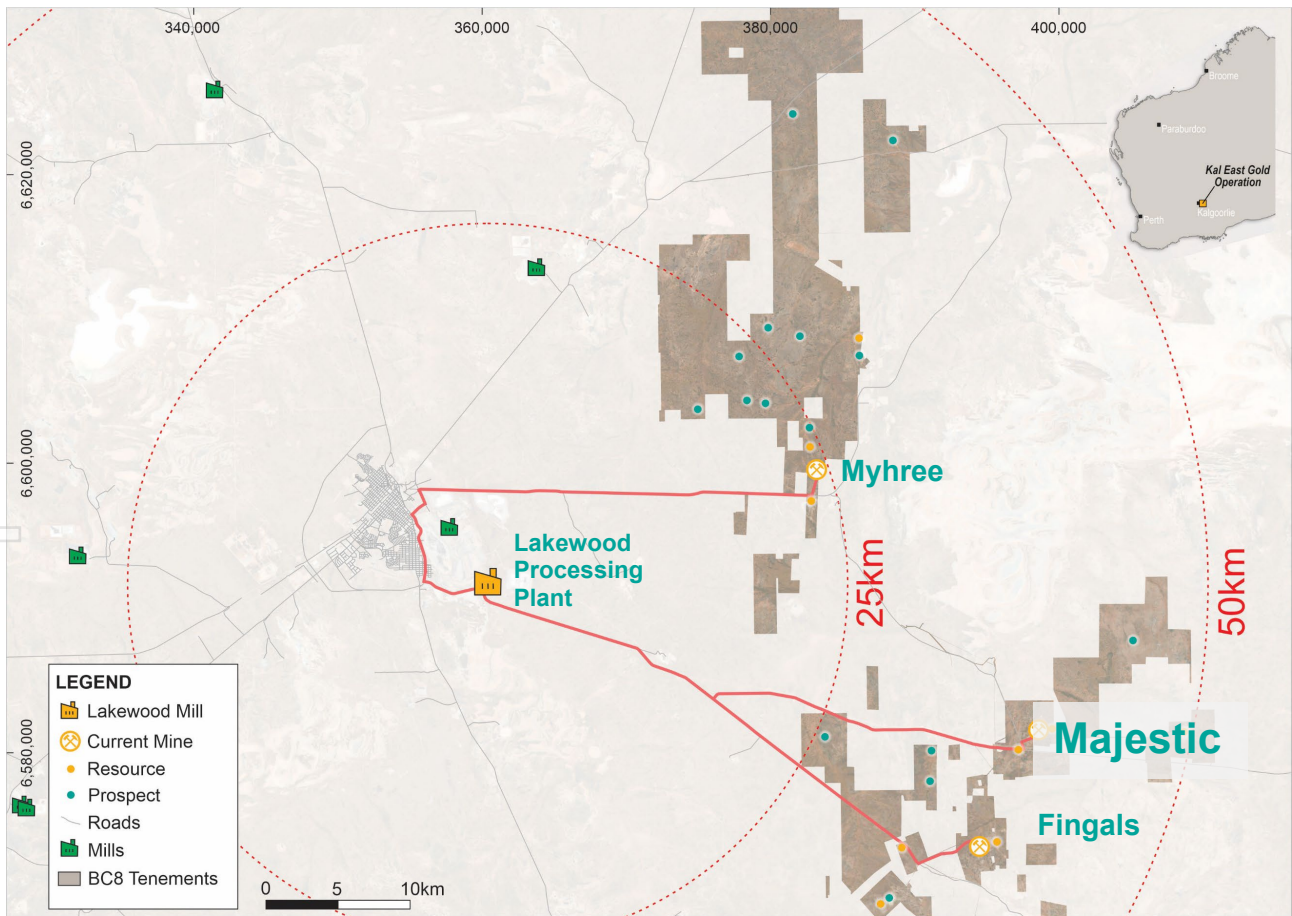 340,000
360,000
380,000
400,000
6,620,000
6,600,000
6,580,000
Broome
Paraburdoo
Kal East Gold
Operation
Kalgoorlie
Perth
Myhree
Lakewood
Processing
Plant
25km
50km
Majestic
Fingals
LEGEND
Lakewood Mill
Current Mine
Resource
Prospect
Roads
Mills
BC8 Tenements
0 5 10km